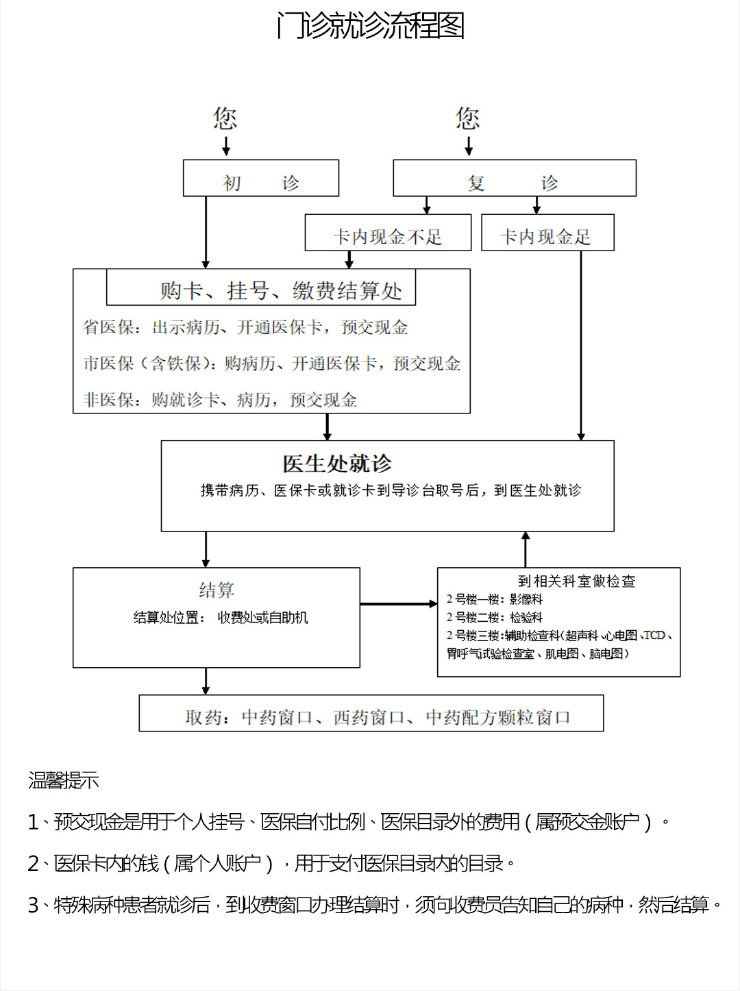 门诊就诊流程图
您 您
初 诊 复 诊
卡内现金不足 卡内现金足
购卡、挂号、缴费结算处
省医保：出示病历、开通医保卡，预交现金
市医保（含铁保）：购病历、开通医保卡，预交现金
非医保：购就诊卡、病历，预交现金
医生处就诊
携带病历、医保卡或就诊卡到导诊台取号后，到医生处就诊
结算
结算处位置： 收费处或自助机
到相关科室做检查
2号楼一楼：影像科
2号楼二楼：检验科
2号楼三楼：辅助检查科（超声科、心电图、TCD、
胃呼气试验检查室、肌电图、脑电图）
取药：中药窗口、西药窗口、中药配方颗粒窗口
温馨提示
1、预交现金是用于个人挂号、医保自付比例、医保目录外的费用（属预交金账户）。
2、医保卡内的钱（属个人账户），用于支付医保目录内的目录。
3、特殊病种患者就诊后，到收费窗口办理结算时，须向收费员告知自己的病种，然后结算。